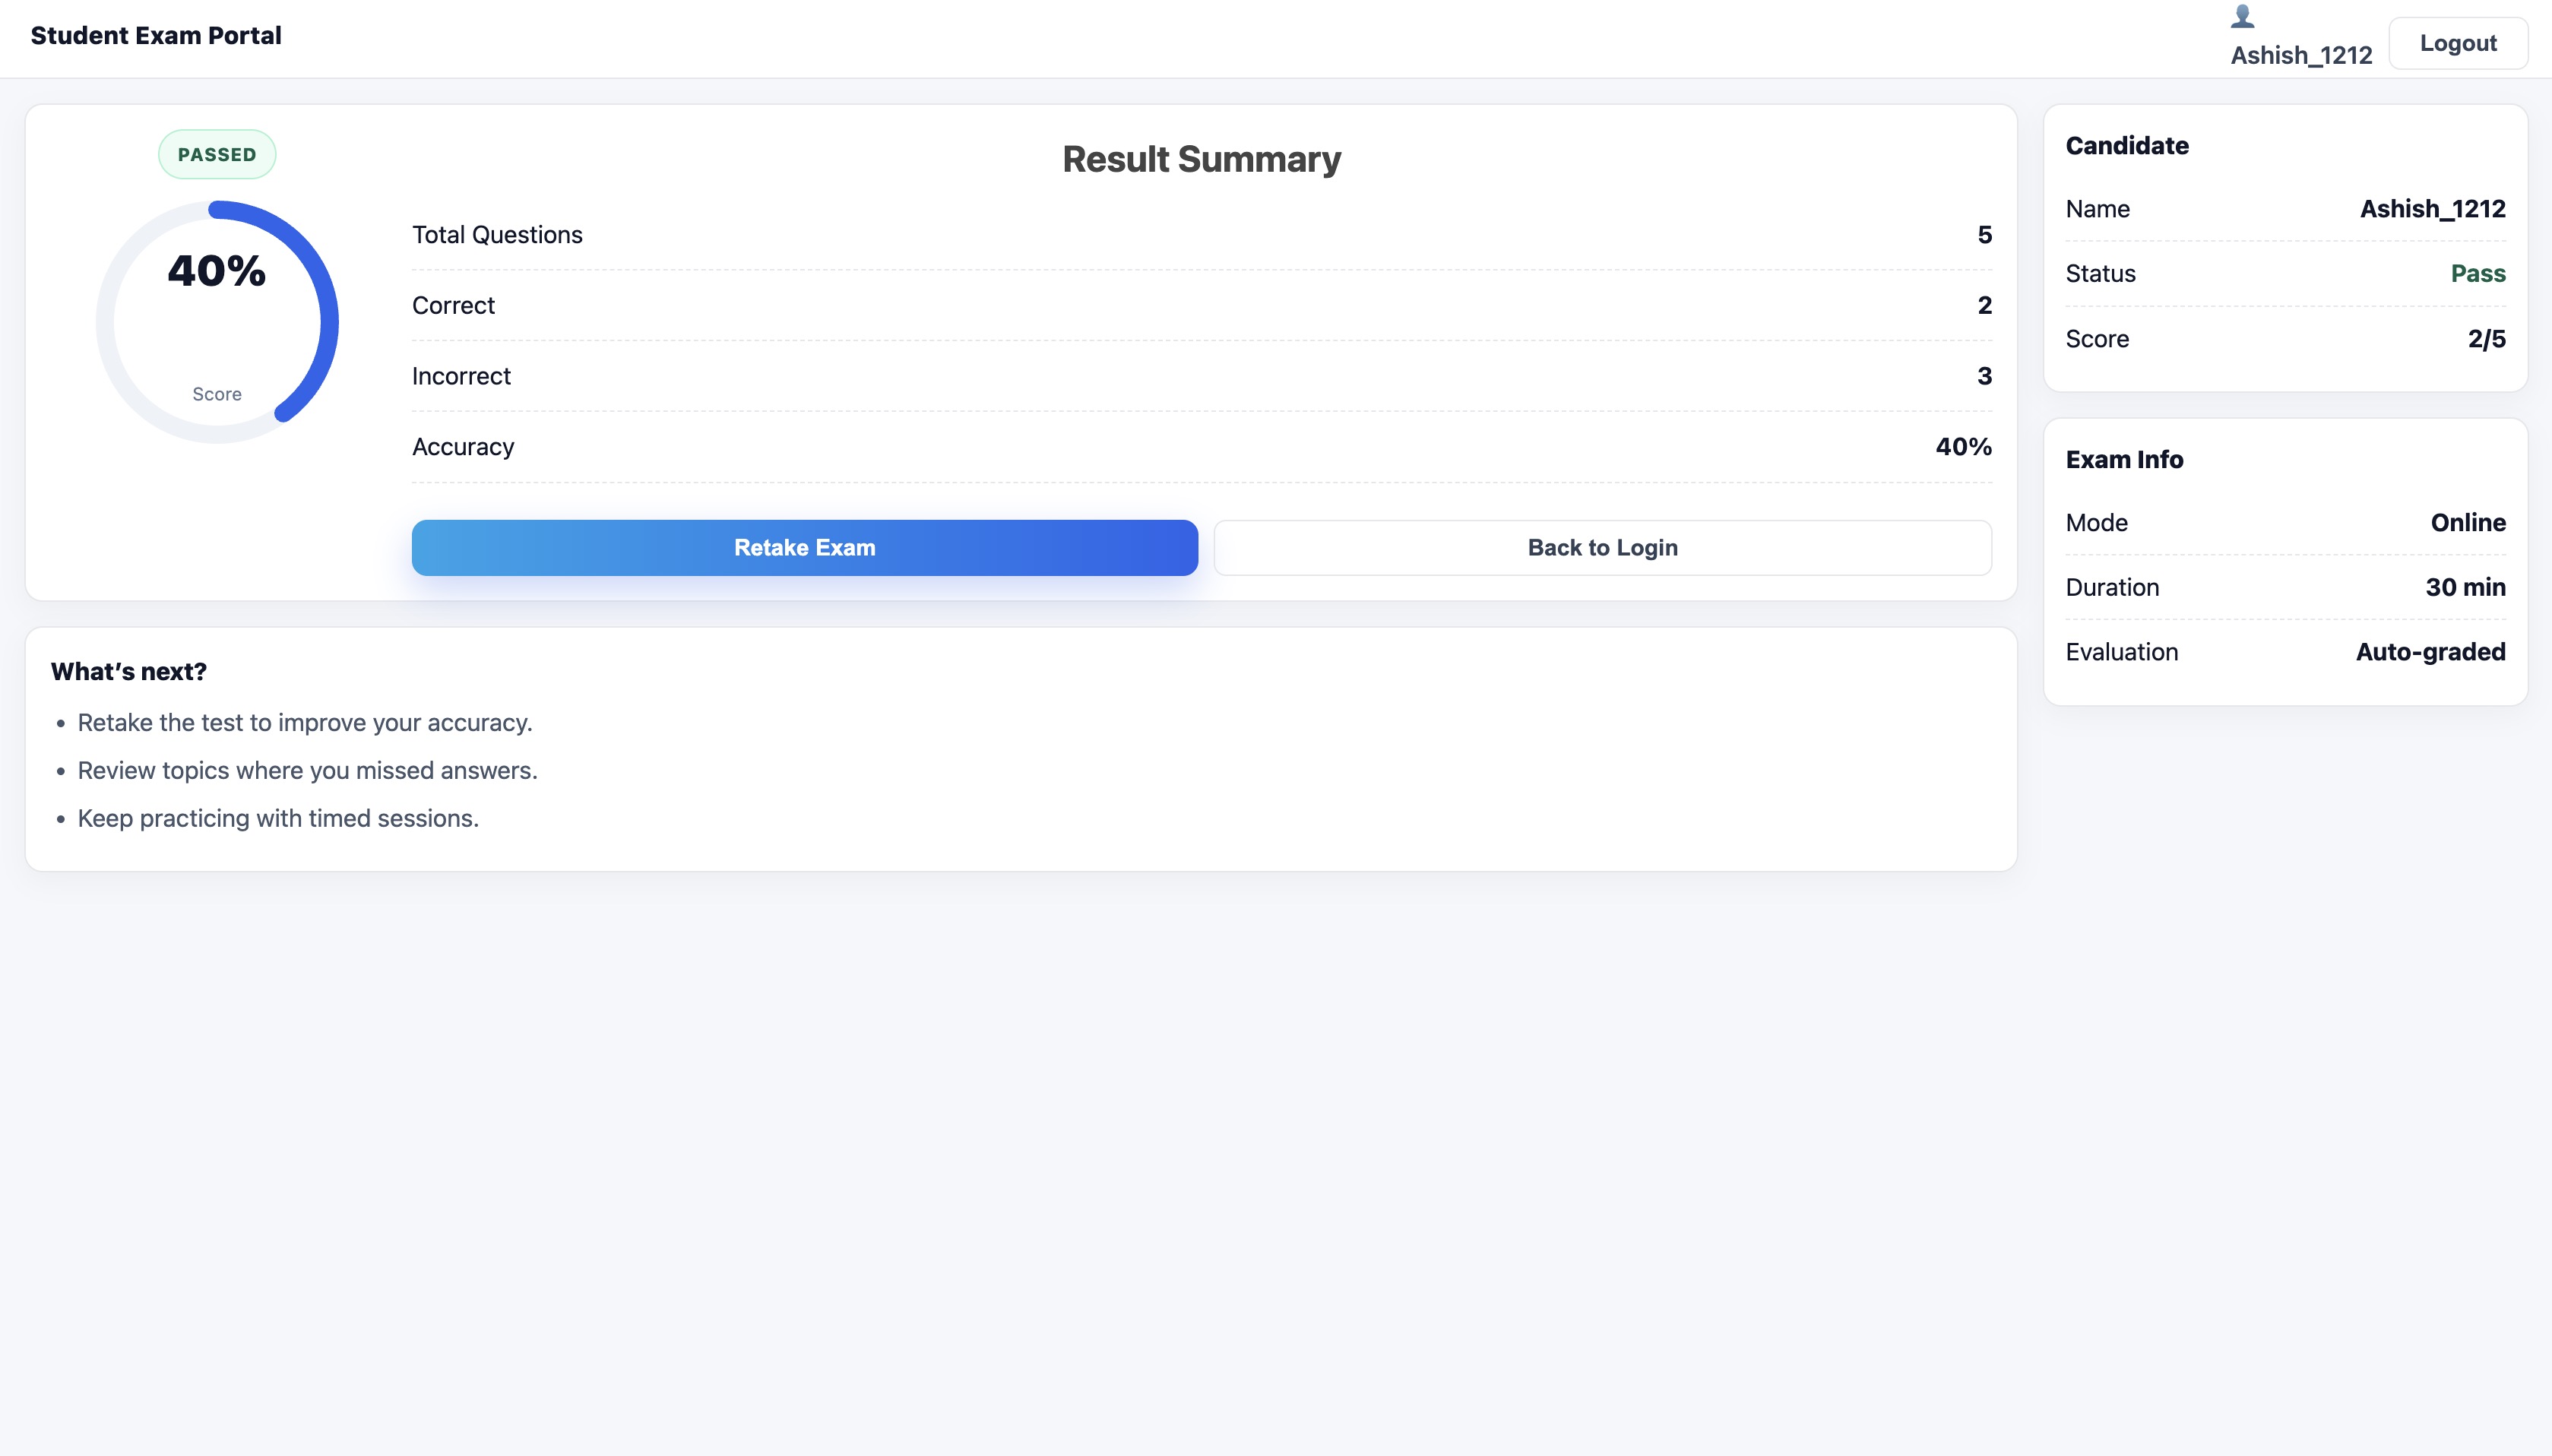 Student Exam Portal
Ashish_1212
Logout
PASSED
40%
Score
Result Summary
Total Questions 5
Correct 2
Incorrect 3
Accuracy 40%
Retake Exam
Back to Login
What’s next?
• Retake the test to improve your accuracy.
• Review topics where you missed answers.
• Keep practicing with timed sessions.
Candidate
Name Ashish_1212
Status Pass
Score 2/5
Exam Info
Mode Online
Duration 30 min
Evaluation Auto-graded